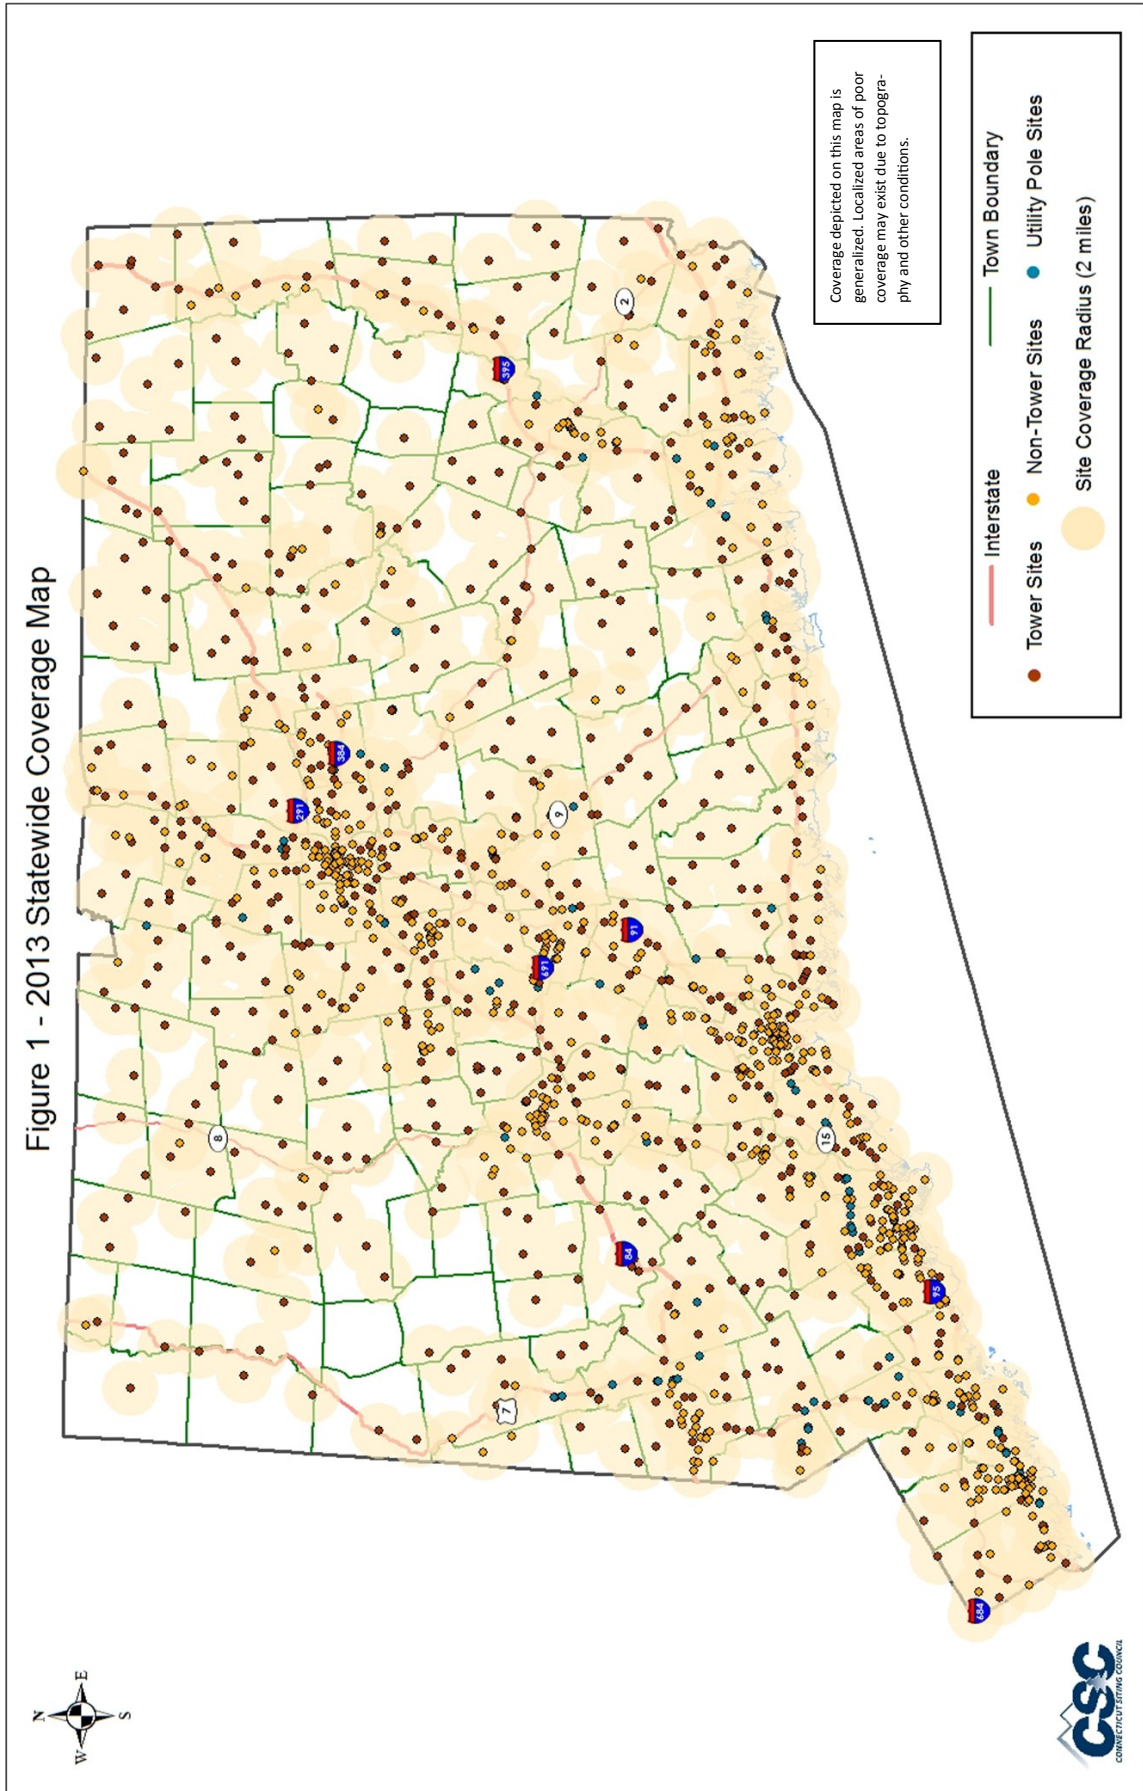 Figure 1 - 2013 Statewide Coverage Map
N
W
E
S
8
7
84
15
95
684
691
91
9
291
384
395
2
Coverage depicted on this map is
generalized. Localized areas of poor
coverage may exist due to topogra-
phy and other conditions.
Interstate
Town Boundary
Tower Sites
Non-Tower Sites
Utility Pole Sites
Site Coverage Radius (2 miles)
CSC
CONNECTICUT SITING COUNCIL